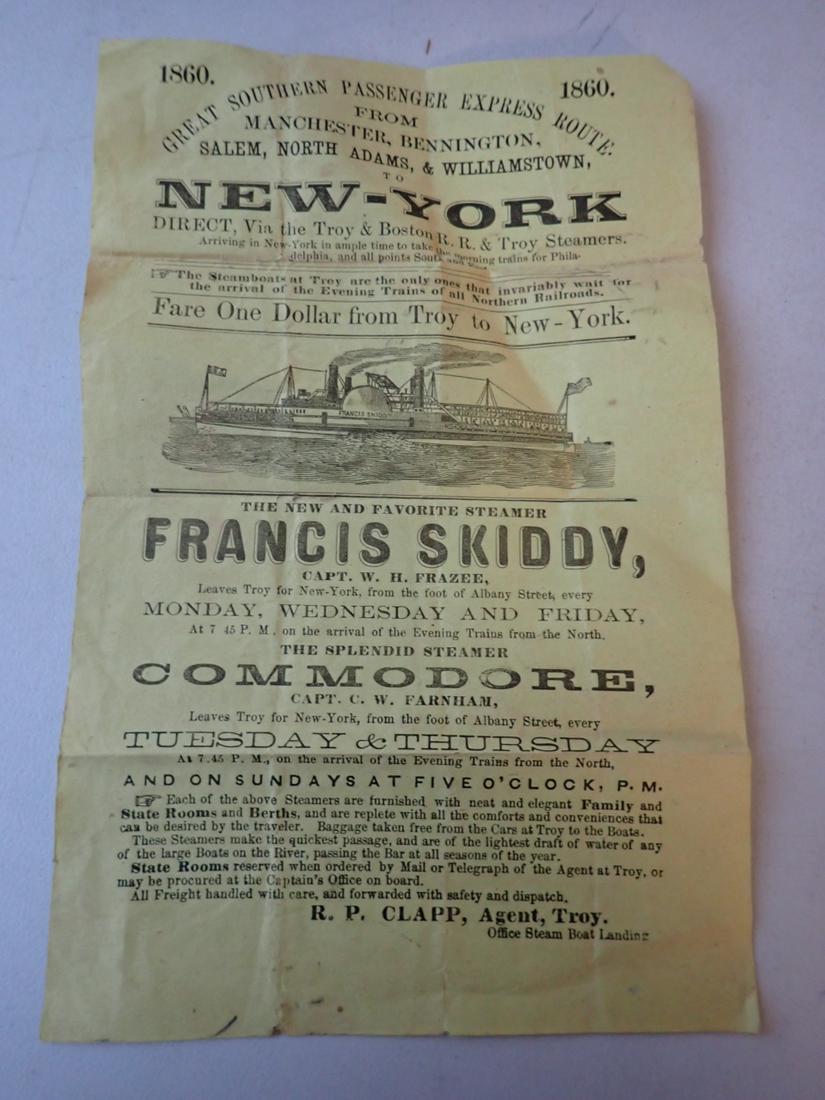 1860. 1860.
GREAT SOUTHERN PASSENGER EXPRESS ROUTE.
FROM
MANCHESTER, BENNINGTON,
SALEM, NORTH ADAMS, & WILLIAMSTOWN,
TO
NEW-YORK
DIRECT, Via the Troy & Boston R. R. & Troy Steamers.
Arriving in New-York in ample time to take the morning trains for Phila-
delphia, and all points South
☞ The Steamboats at Troy are the only ones that invariably wait for
the arrival of the Evening Trains of all Northern Railroads.
Fare One Dollar from Troy to New-York.
FRANCIS SKIDDY
THE NEW AND FAVORITE STEAMER
FRANCIS SKIDDY,
CAPT. W. H. FRAZEE,
Leaves Troy for New-York, from the foot of Albany Street, every
MONDAY, WEDNESDAY AND FRIDAY,
At 7 45 P. M. on the arrival of the Evening Trains from the North.
THE SPLENDID STEAMER
COMMODORE,
CAPT. C. W. FARNHAM,
Leaves Troy for New-York, from the foot of Albany Street, every
TUESDAY & THURSDAY
At 7.45 P. M., on the arrival of the Evening Trains from the North,
AND ON SUNDAYS AT FIVE O'CLOCK, P. M.
☞ Each of the above Steamers are furnished with neat and elegant Family and
State Rooms and Berths, and are replete with all the comforts and conveniences that
can be desired by the traveler. Baggage taken free from the Cars at Troy to the Boats.
These Steamers make the quickest passage, and are of the lightest draft of water of any
of the large Boats on the River, passing the Bar at all seasons of the year.
State Rooms reserved when ordered by Mail or Telegraph of the Agent at Troy, or
may be procured at the Captain's Office on board.
All Freight handled with care, and forwarded with safety and dispatch.
R. P. CLAPP, Agent, Troy.
Office Steam Boat Landing